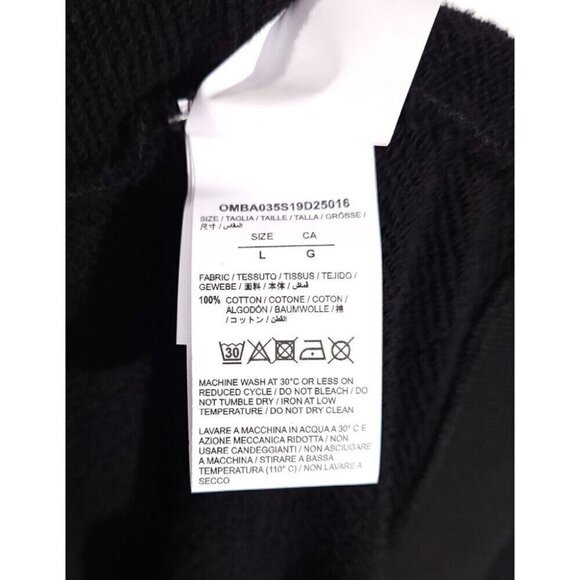 OMBA035S19D25016
SIZE / TAGLIA / TAILLE / TALLA / GRÖSSE /
尺寸 / المقاس
SIZE CA
L G
FABRIC / TESSUTO / TISSUS / TEJIDO /
GEWEBE / 面料 / 本体 / قماش
100% COTTON / COTONE / COTON /
ALGODÓN / BAUMWOLLE / 棉
/ コットン / القطن
30
MACHINE WASH AT 30°C OR LESS ON
REDUCED CYCLE / DO NOT BLEACH / DO
NOT TUMBLE DRY / IRON AT LOW
TEMPERATURE / DO NOT DRY CLEAN
LAVARE A MACCHINA IN ACQUA A 30° C E
AZIONE MECCANICA RIDOTTA / NON
USARE CANDEGGIANTI / NON ASCIUGARE
A MACCHINA / STIRARE A BASSA
TEMPERATURA (110° C) / NON LAVARE A
SECCO